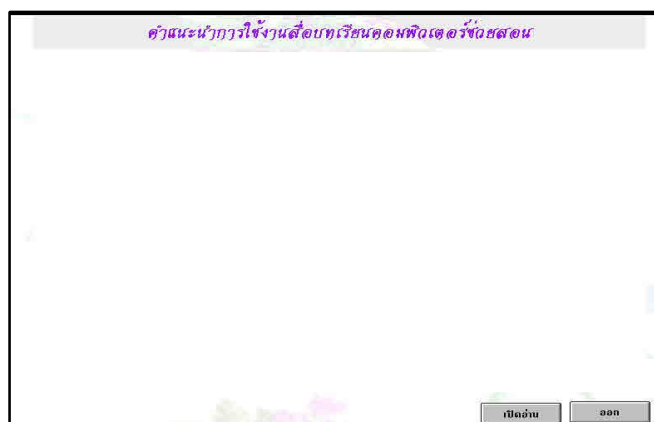 คำแนะนำการใช้งานสื่อบทเรียนคอมพิวเตอร์ช่วยสอน
เปิดอ่าน ออก